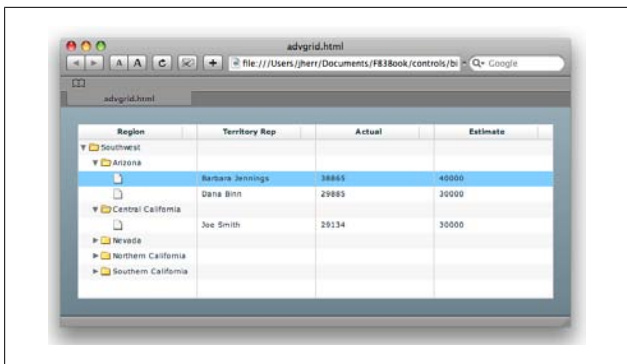 advgrid.html
A A
file:///Users/jherr/Documents/FB3Book/controls/bi
Google
advgrid.html
Region Territory Rep Actual Estimate
Southwest
Arizona
Barbara Jennings 38865 40000
Dana Binn 29885 30000
Central California
Joe Smith 29134 30000
Nevada
Northern California
Southern California